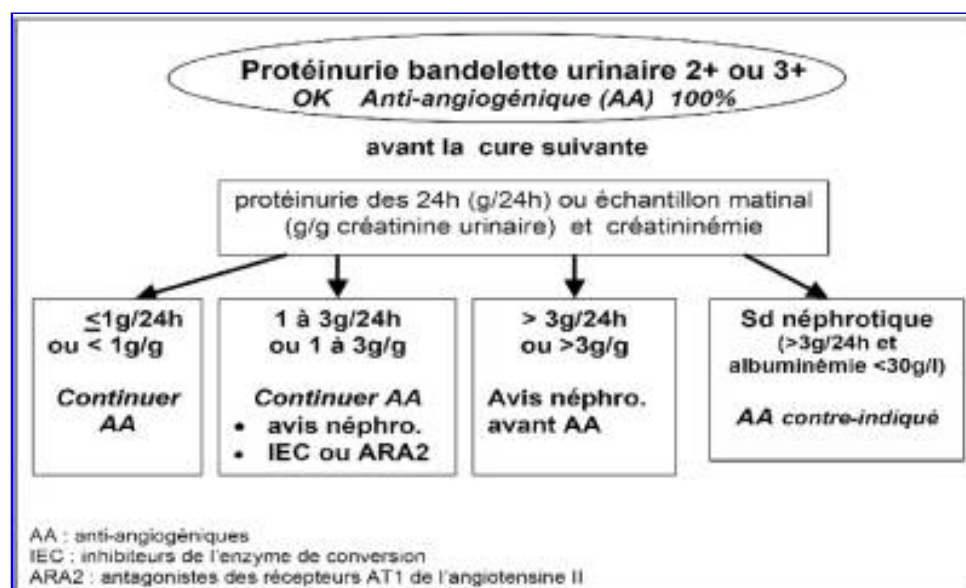 Protéinurie bandelette urinaire 2+ ou 3+
OK Anti-angiogénique (AA) 100%
avant la cure suivante
protéinurie des 24h (g/24h) ou échantillon matinal
(g/g créatinine urinaire) et créatininémie
≤1g/24h
ou < 1g/g
Continuer
AA
1 à 3g/24h
ou 1 à 3g/g
Continuer AA
• avis néphro.
• IEC ou ARA2
> 3g/24h
ou >3g/g
Avis néphro.
avant AA
Sd néphrotique
(>3g/24h et
albuminémie <30g/l)
AA contre-indiqué
AA : anti-angiogéniques
IEC : inhibiteurs de l'enzyme de conversion
ARA2 : antagonistes des récepteurs AT1 de l'angiotensine II